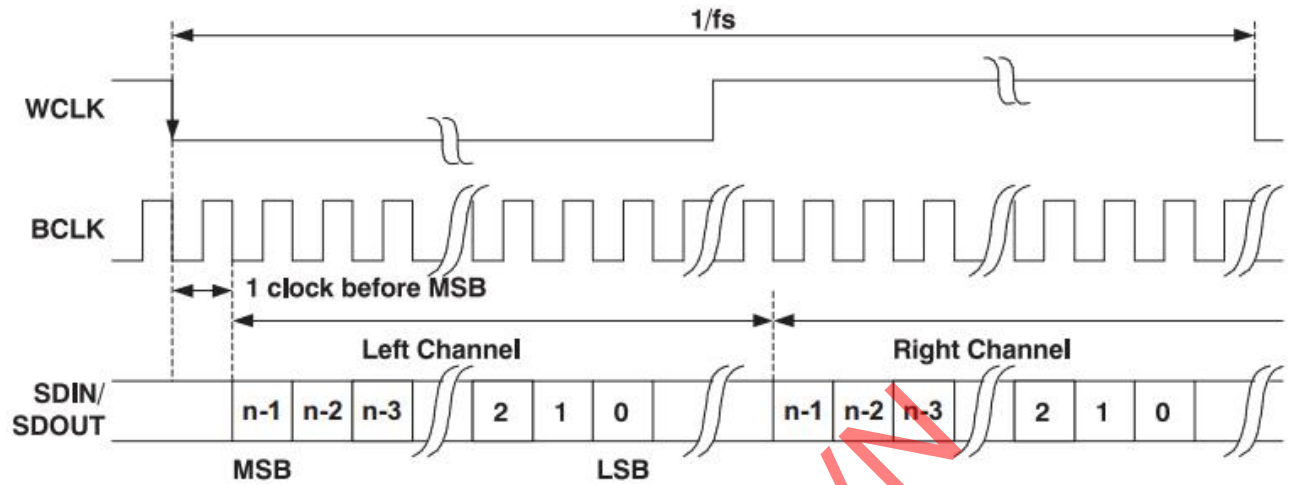 1/fs
WCLK
BCLK
1 clock before MSB
Left Channel
Right Channel
SDIN/
SDOUT
n-1 n-2 n-3 2 1 0 n-1 n-2 n-3 2 1 0
MSB LSB